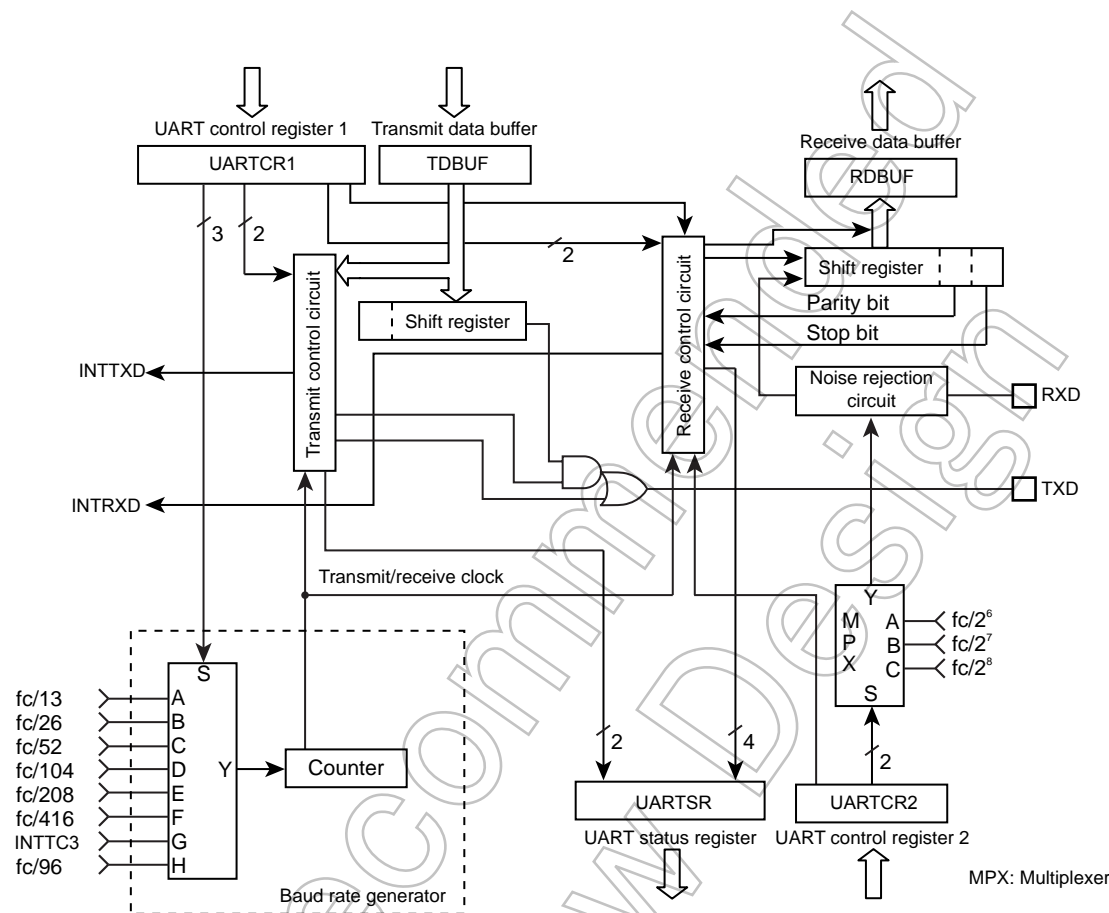 UART control register 1
Transmit data buffer
Receive data buffer
UARTCR1
TDBUF
RDBUF
3
2
2
Transmit control circuit
Receive control circuit
Shift register
Shift register
Parity bit
Stop bit
INTTXD
Noise rejection
circuit
RXD
INTRXD
TXD
Transmit/receive clock
Y
M
P
X
A
B
C
S
fc/2⁶
fc/2⁷
fc/2⁸
S
fc/13
A
fc/26
B
fc/52
C
fc/104
D
Y
Counter
fc/208
E
fc/416
F
INTTC3
G
fc/96
H
Baud rate generator
2
4
2
UARTSR
UARTCR2
UART status register
UART control register 2
MPX: Multiplexer
ecommended
w Design